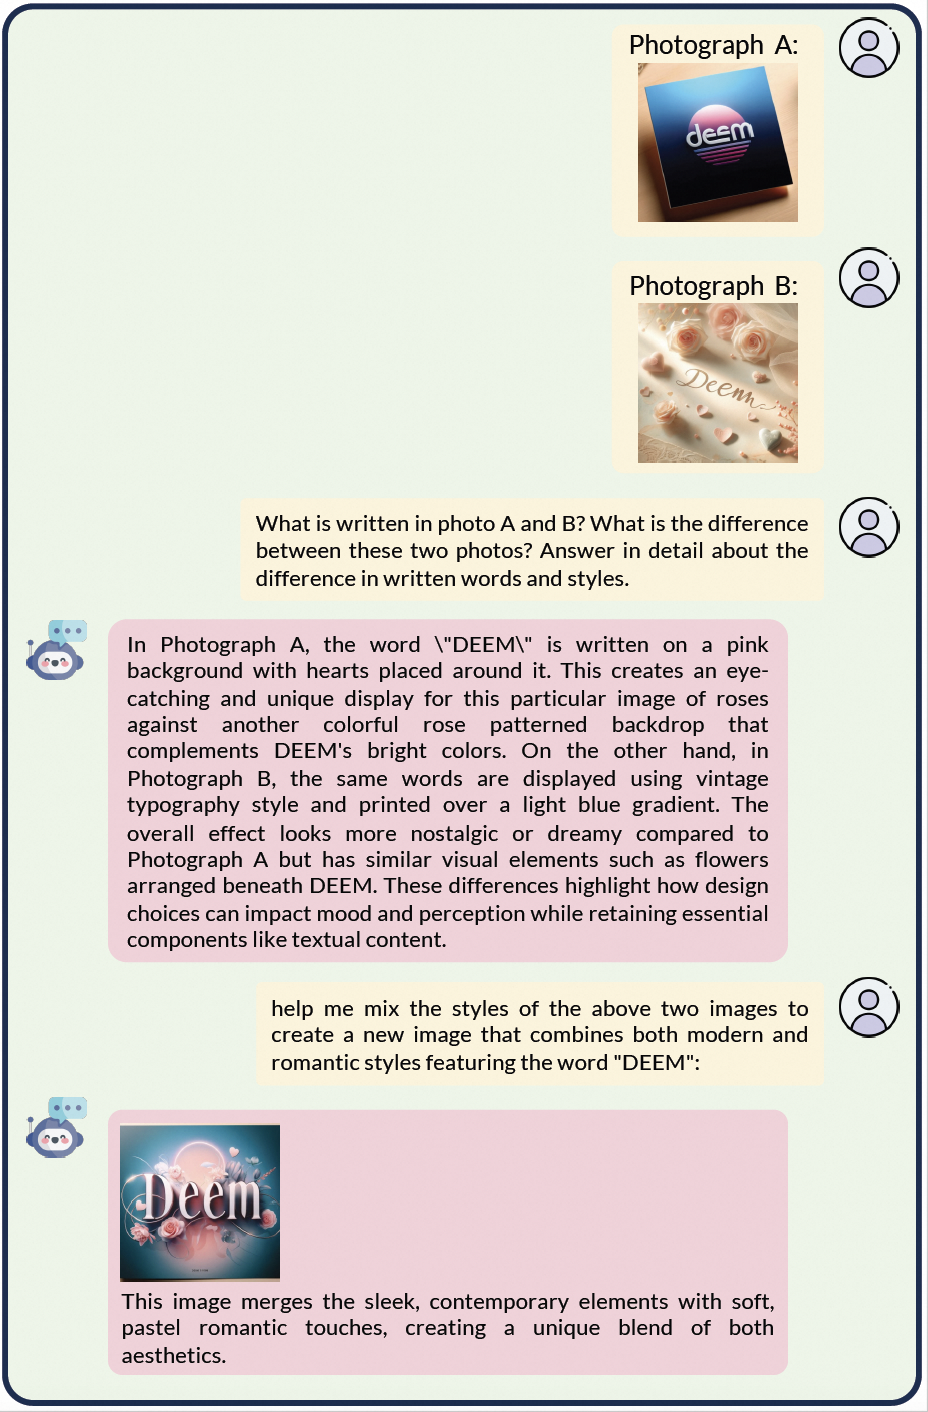 Photograph A:
deem
Photograph B:
Deem
What is written in photo A and B? What is the difference
between these two photos? Answer in detail about the
difference in written words and styles.
In Photograph A, the word \"DEEM\" is written on a pink
background with hearts placed around it. This creates an eye-
catching and unique display for this particular image of roses
against another colorful rose patterned backdrop that
complements DEEM's bright colors. On the other hand, in
Photograph B, the same words are displayed using vintage
typography style and printed over a light blue gradient. The
overall effect looks more nostalgic or dreamy compared to
Photograph A but has similar visual elements such as flowers
arranged beneath DEEM. These differences highlight how design
choices can impact mood and perception while retaining essential
components like textual content.
help me mix the styles of the above two images to
create a new image that combines both modern and
romantic styles featuring the word "DEEM":
Deem
This image merges the sleek, contemporary elements with soft,
pastel romantic touches, creating a unique blend of both
aesthetics.